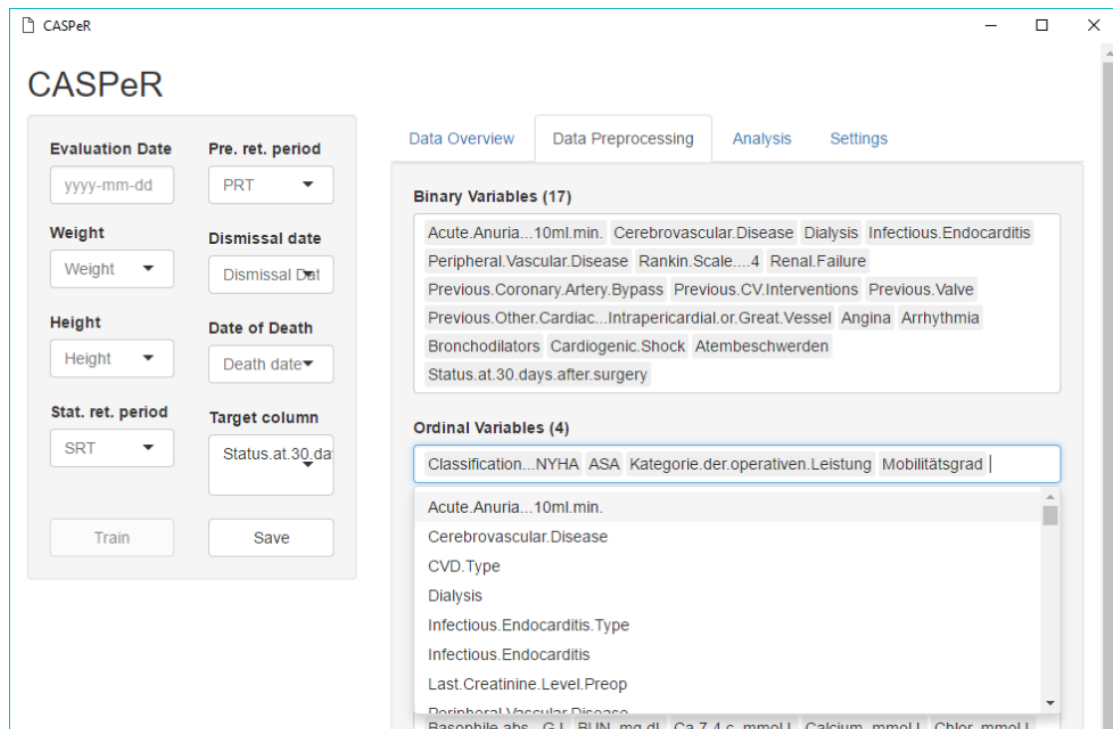 CASPeR
CASPeR
Evaluation Date Pre. ret. period
yyyy-mm-dd PRT
Weight Dismissal date
Weight Dismissal Dat
Height Date of Death
Height Death date
Stat. ret. period Target column
SRT Status.at.30.da
Train Save
Data Overview Data Preprocessing Analysis Settings
Binary Variables (17)
Acute.Anuria...10ml.min. Cerebrovascular.Disease Dialysis Infectious.Endocarditis
Peripheral.Vascular.Disease Rankin.Scale....4 Renal.Failure
Previous.Coronary.Artery.Bypass Previous.CV.Interventions Previous.Valve
Previous.Other.Cardiac...Intrapericardial.or.Great.Vessel Angina Arrhythmia
Bronchodilators Cardiogenic.Shock Atembeschwerden
Status.at.30.days.after.surgery
Ordinal Variables (4)
Classification...NYHA ASA Kategorie.der.operativen.Leistung Mobilitätsgrad
Acute.Anuria...10ml.min.
Cerebrovascular.Disease
CVD.Type
Dialysis
Infectious.Endocarditis.Type
Infectious.Endocarditis
Last.Creatinine.Level.Preop
Peripheral.Vascular.Disease